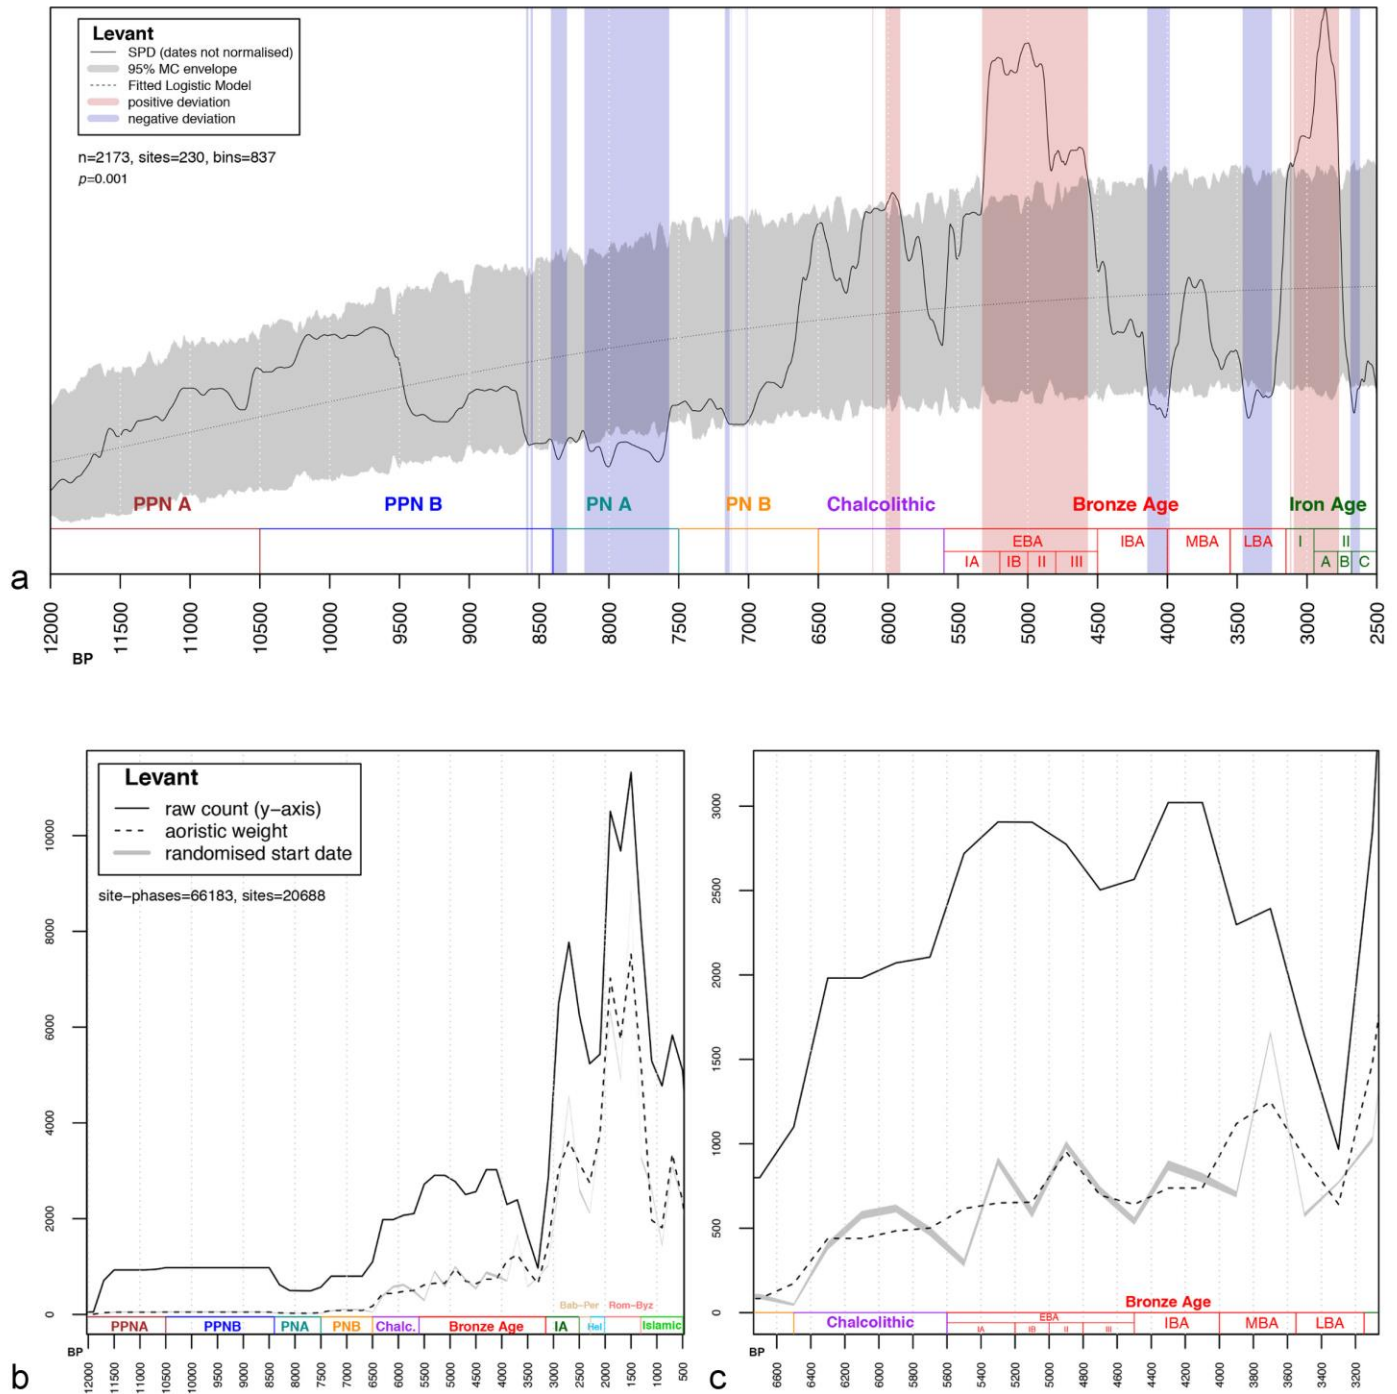 Levant
SPD (dates not normalised)
95% MC envelope
Fitted Logistic Model
positive deviation
negative deviation
n=2173, sites=230, bins=837
p=0.001
PPN A PPN B PN A PN B Chalcolithic Bronze Age Iron Age
EBA IBA MBA LBA I II
IA IB II III A B C
a
12000 11500 11000 10500 10000 9500 9000 8500 8000 7500 7000 6500 6000 5500 5000 4500 4000 3500 3000 2500
BP
Levant
raw count (y−axis)
aoristic weight
randomised start date
site−phases=66183, sites=20688
10000
8000
6000
4000
2000
0
Bab−Per Rom−Byz
PPNA PPNB PNA PNB Chalc. Bronze Age IA Hel Islamic
BP
12000 11500 11000 10500 10000 9500 9000 8500 8000 7500 7000 6500 6000 5500 5000 4500 4000 3500 3000 2500 2000 1500 1000 500
b
3000
2500
2000
1500
1000
500
0
Bronze Age
Chalcolithic EBA IBA MBA LBA
IA IB II III
BP
6600 6400 6200 6000 5800 5600 5400 5200 5000 4800 4600 4400 4200 4000 3800 3600 3400 3200
c